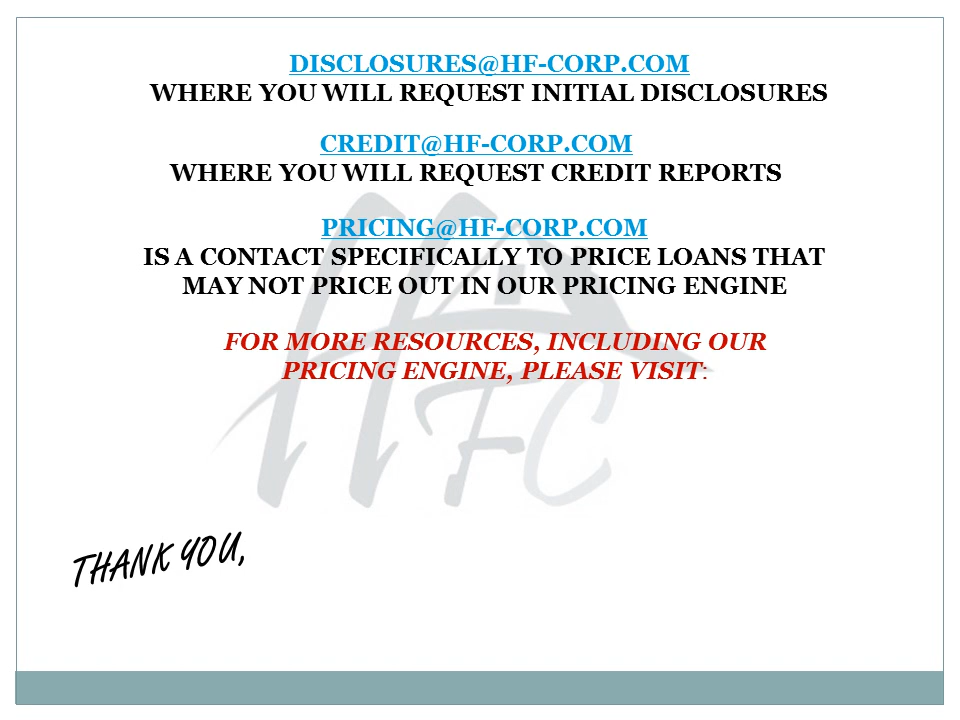 DISCLOSURES@HF-CORP.COM
WHERE YOU WILL REQUEST INITIAL DISCLOSURES
CREDIT@HF-CORP.COM
WHERE YOU WILL REQUEST CREDIT REPORTS
PRICING@HF-CORP.COM
IS A CONTACT SPECIFICALLY TO PRICE LOANS THAT
MAY NOT PRICE OUT IN OUR PRICING ENGINE
FOR MORE RESOURCES, INCLUDING OUR
PRICING ENGINE, PLEASE VISIT:
HFC
THANK YOU,